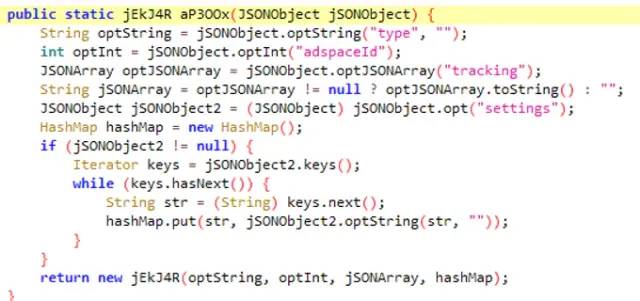 public static jEkJ4R aP3OOx(JSONObject jSONObject) {
String optString = jSONObject.optString("type", "");
int optInt = jSONObject.optInt("adspaceId");
JSONArray optJSONArray = jSONObject.optJSONArray("tracking");
String jSONArray = optJSONArray != null ? optJSONArray.toString() : "";
JSONObject jSONObject2 = (JSONObject) jSONObject.opt("settings");
HashMap hashMap = new HashMap();
if (jSONObject2 != null) {
Iterator keys = jSONObject2.keys();
while (keys.hasNext()) {
String str = (String) keys.next();
hashMap.put(str, jSONObject2.optString(str, ""));
}
}
return new jEkJ4R(optString, optInt, jSONArray, hashMap);
}